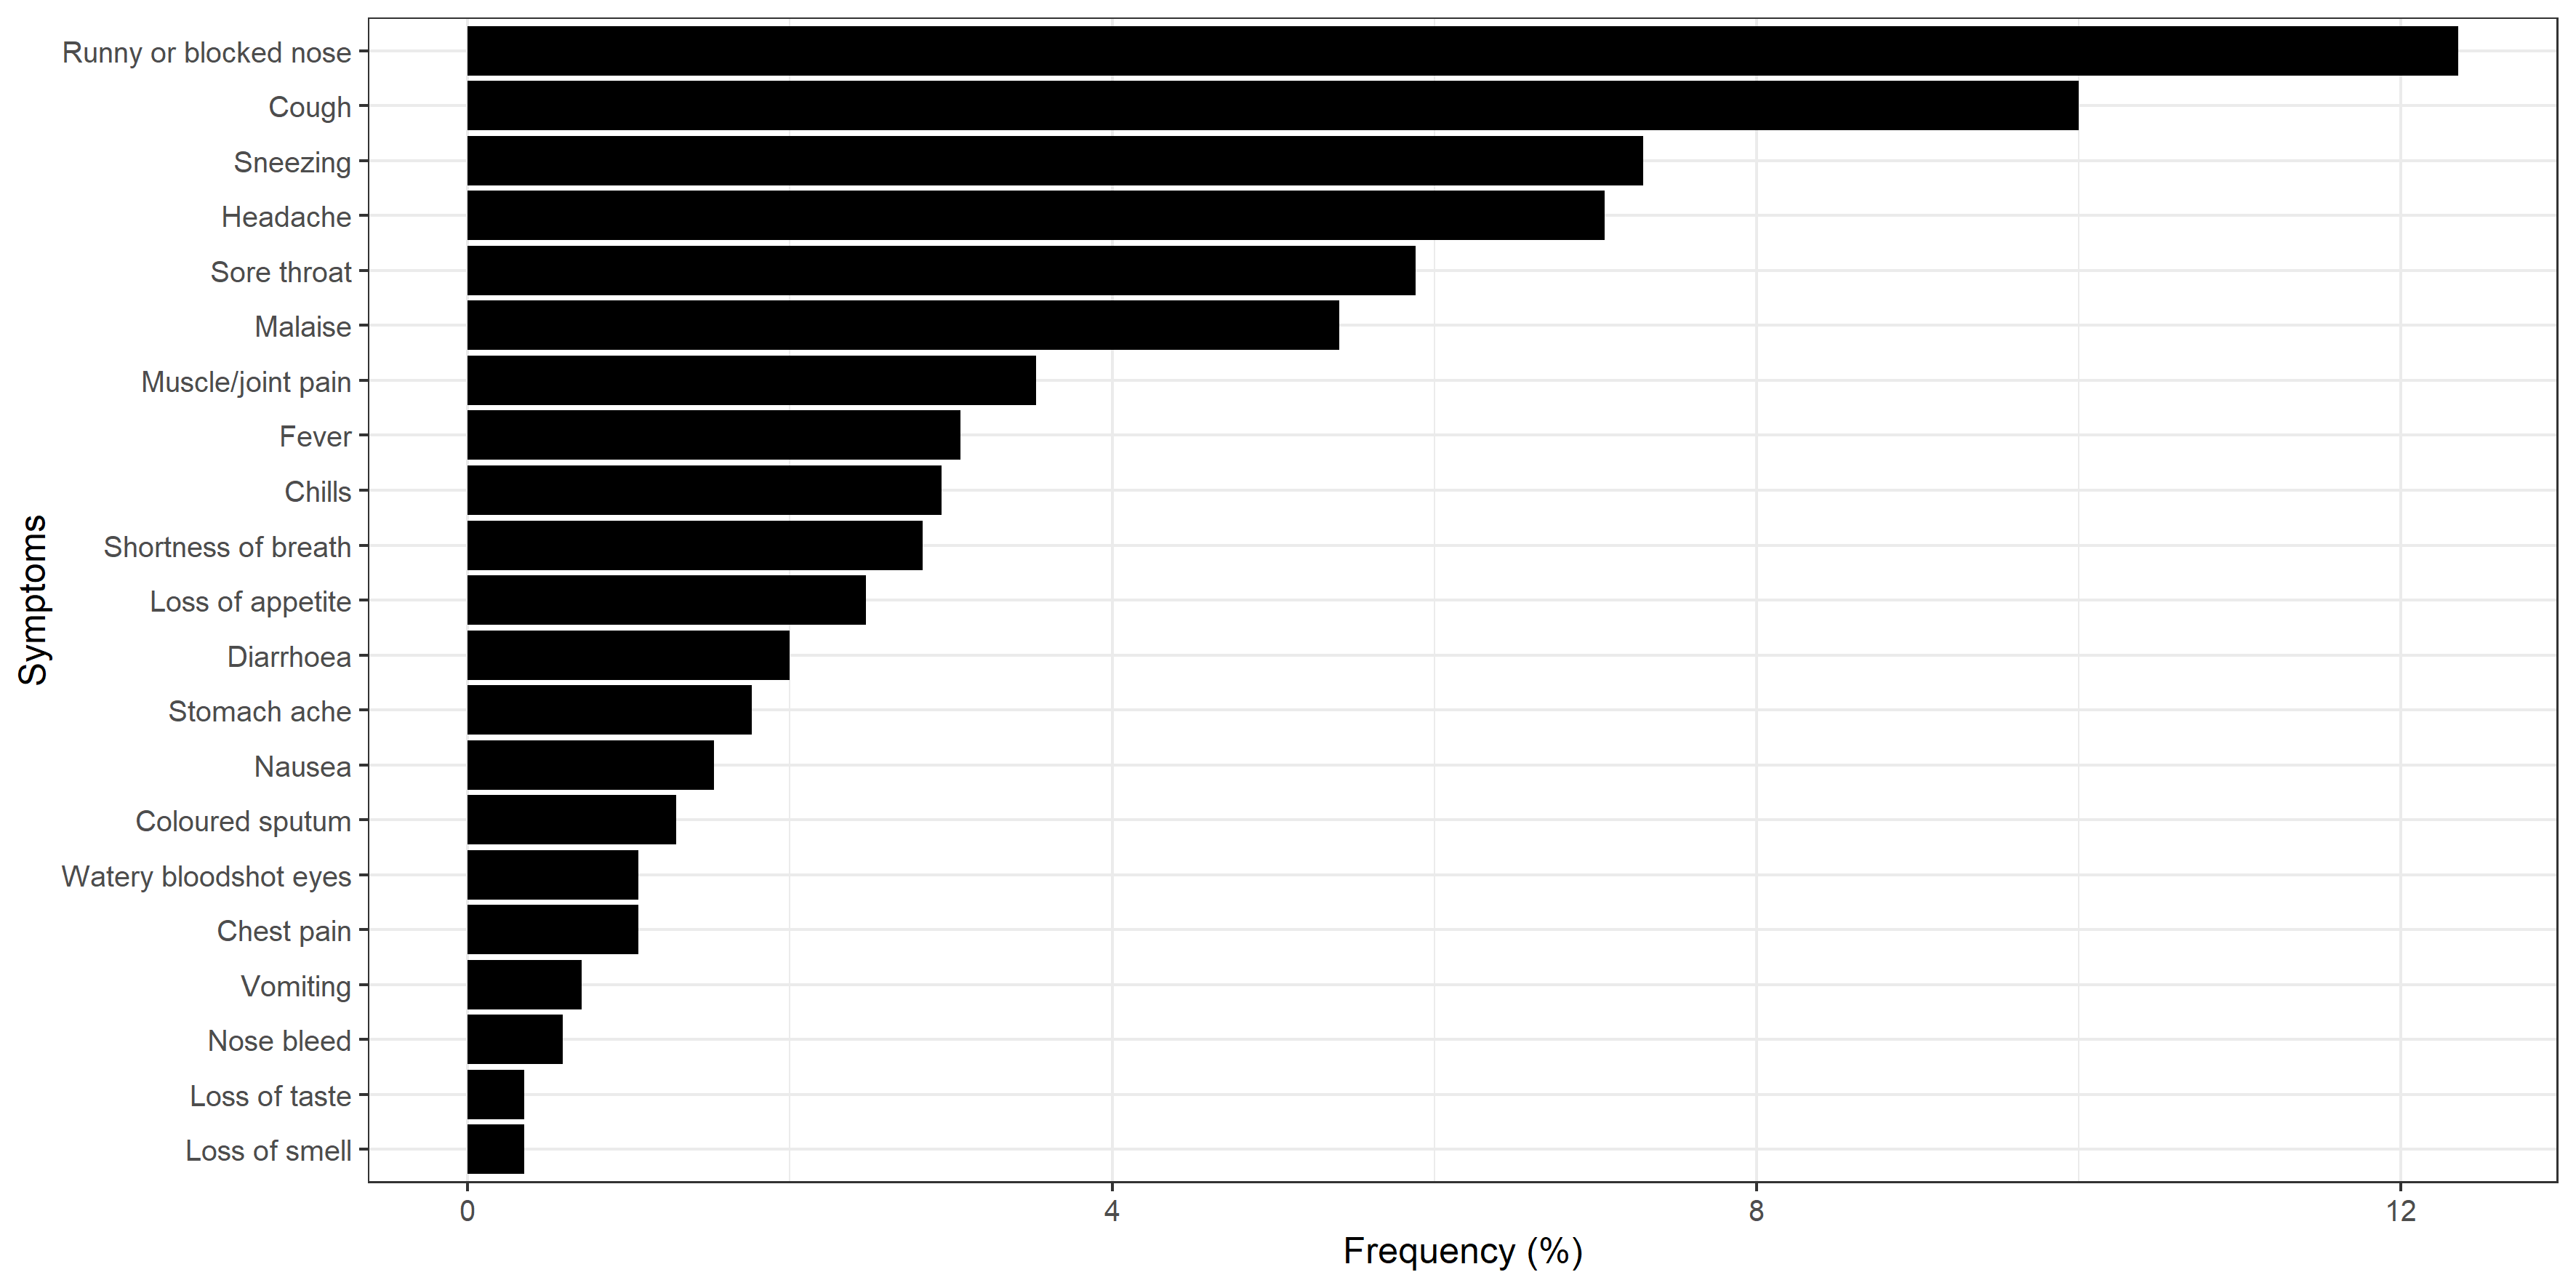 Runny or blocked nose
Cough
Sneezing
Headache
Sore throat
Malaise
Muscle/joint pain
Fever
Chills
Shortness of breath
Loss of appetite
Diarrhoea
Stomach ache
Nausea
Coloured sputum
Watery bloodshot eyes
Chest pain
Vomiting
Nose bleed
Loss of taste
Loss of smell
Symptoms
0 4 8 12
Frequency (%)